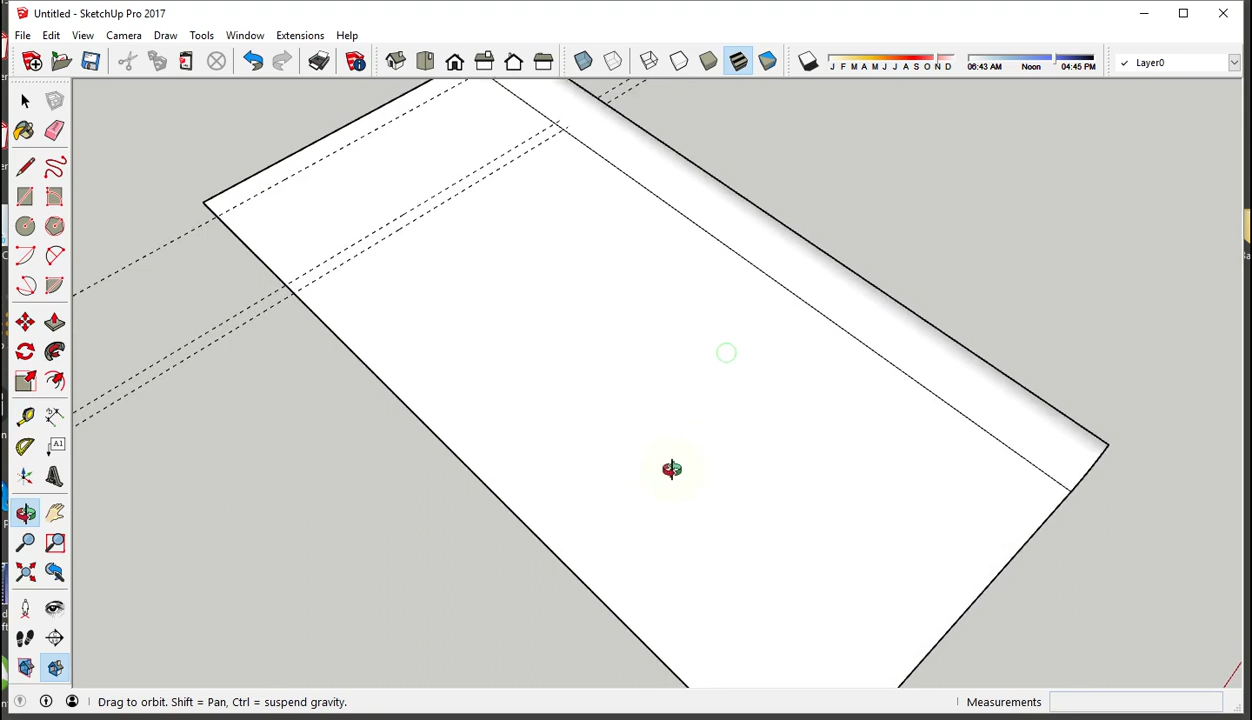 Untitled - SketchUp Pro 2017
File Edit View Camera Draw Tools Window Extensions Help
J F M A M J J A S O N D
06:43 AM Noon 04:45 PM
Layer0
A1
Drag to orbit. Shift = Pan, Ctrl = suspend gravity.
Measurements